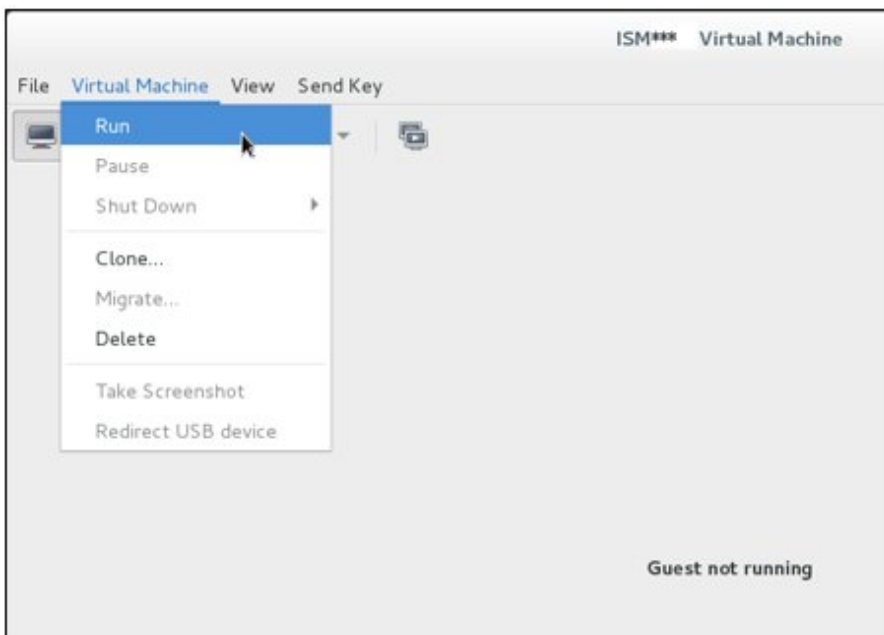 ISM*** Virtual Machine
File Virtual Machine View Send Key
Run
Pause
Shut Down
Clone...
Migrate...
Delete
Take Screenshot
Redirect USB device
Guest not running